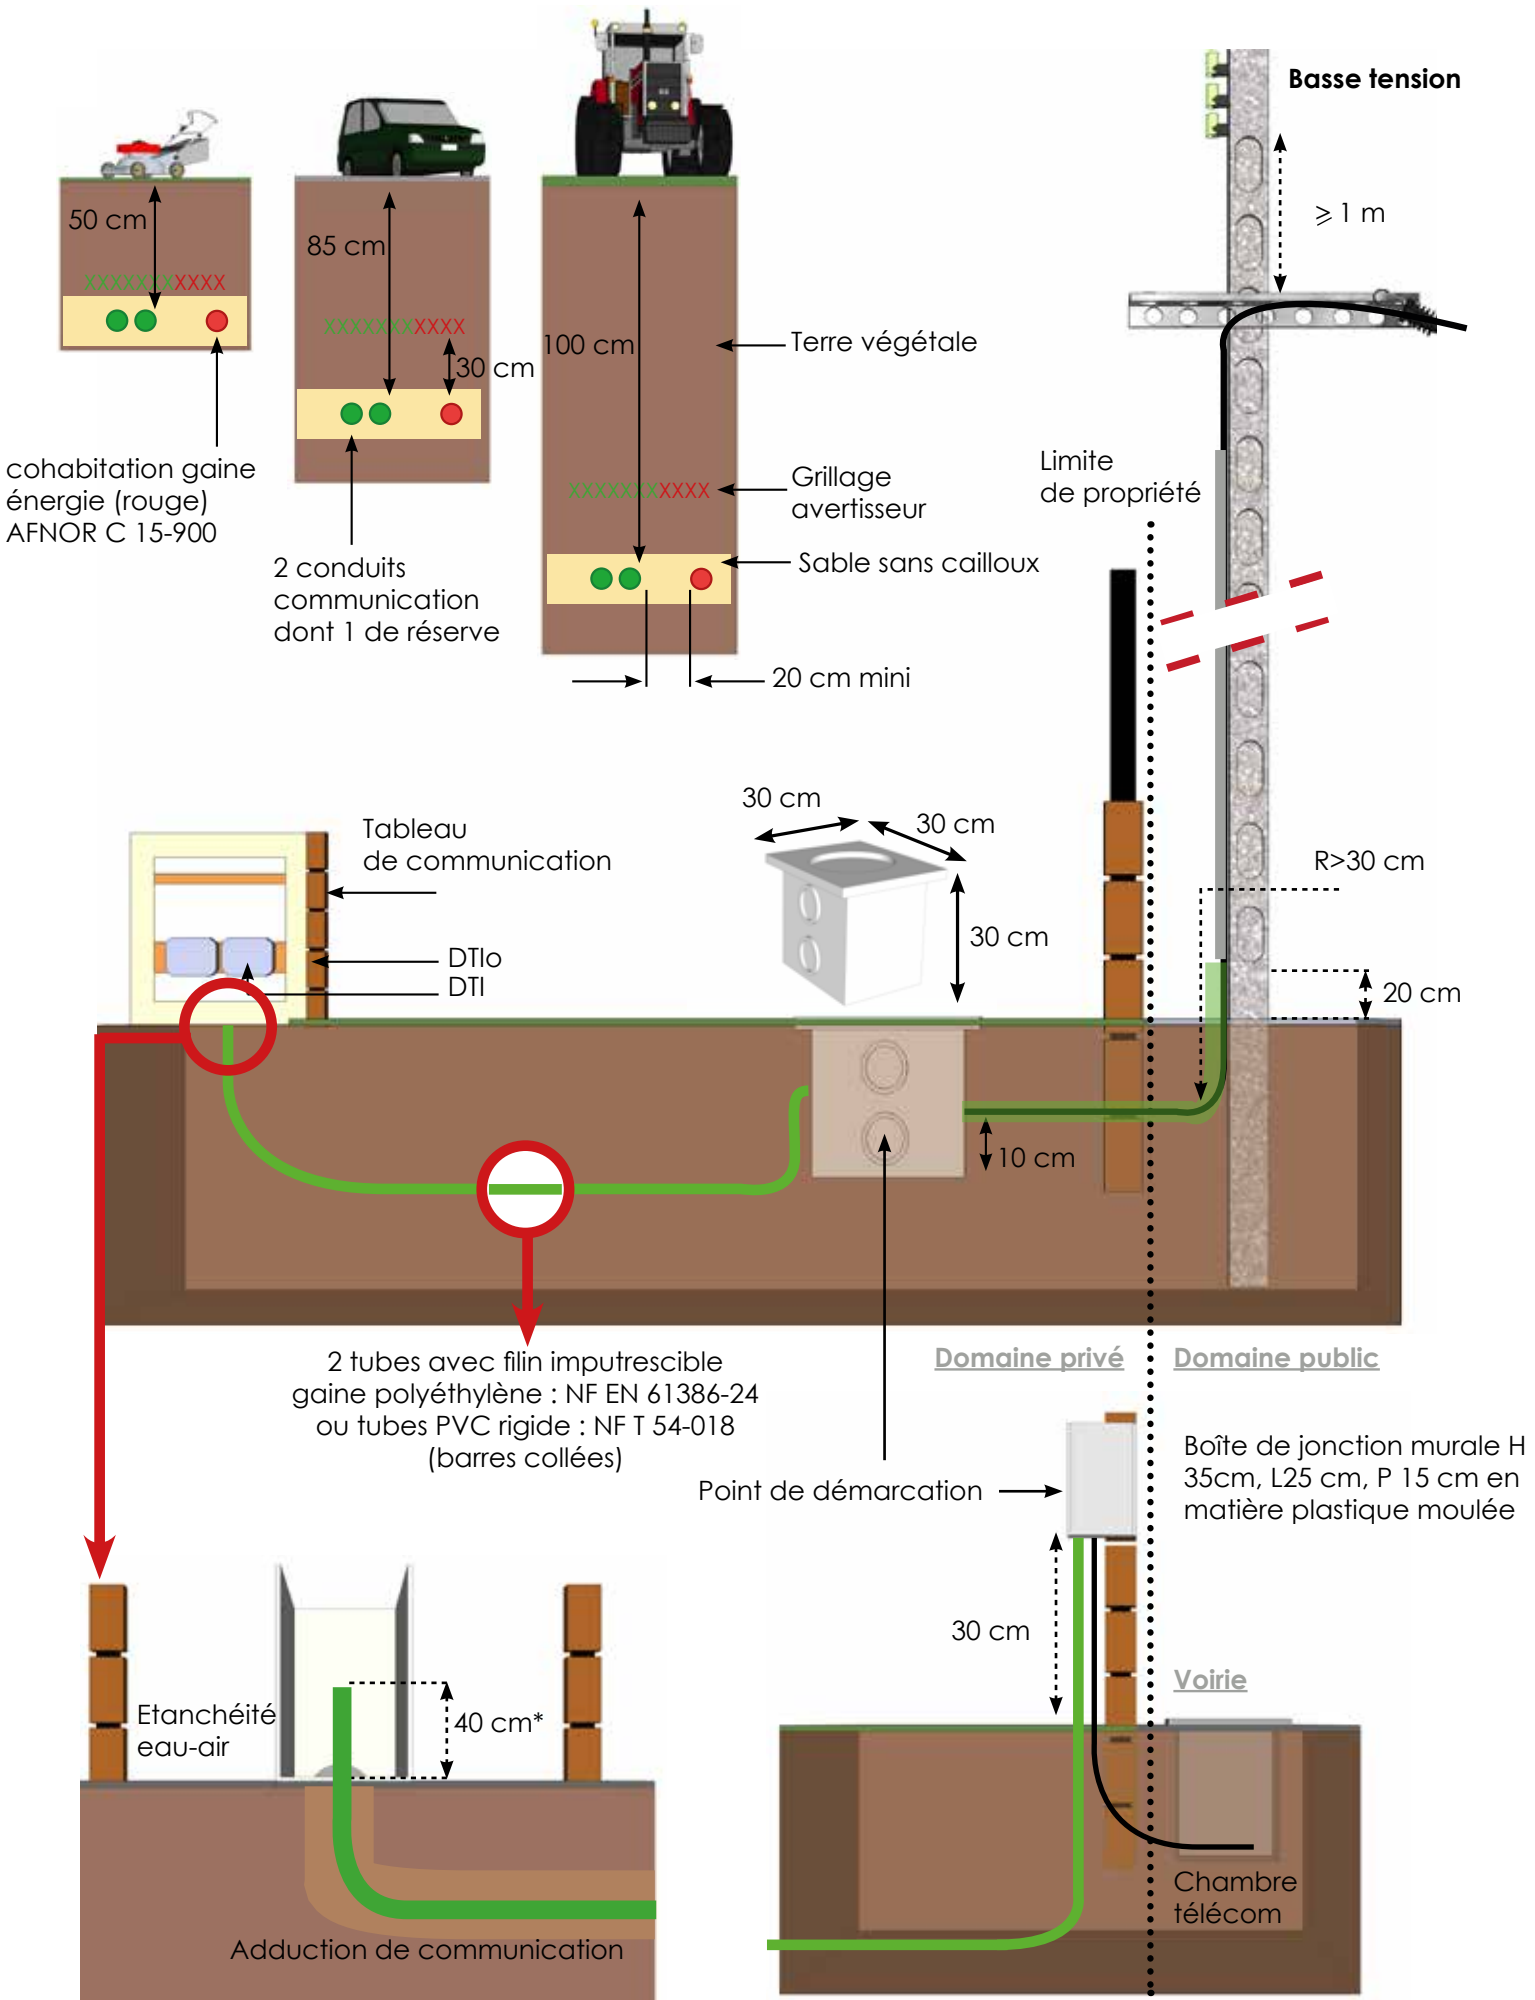 Basse tension
50 cm
85 cm
⩾ 1 m
XXXXXXXXXXX
XXXXXXXXXXX
30 cm
100 cm
Terre végétale
cohabitation gaine
énergie (rouge)
AFNOR C 15-900
XXXXXXXXXXX
Grillage
avertisseur
Limite
de propriété
2 conduits
communication
dont 1 de réserve
Sable sans cailloux
20 cm mini
30 cm
30 cm
30 cm
Tableau
de communication
DTIo
DTI
R>30 cm
20 cm
10 cm
2 tubes avec filin imputrescible
gaine polyéthylène : NF EN 61386-24
ou tubes PVC rigide : NF T 54-018
(barres collées)
Domaine privé
Domaine public
Point de démarcation
Boîte de jonction murale H
35cm, L25 cm, P 15 cm en
matière plastique moulée
30 cm
Voirie
Etanchéité
eau-air
40 cm*
Adduction de communication
Chambre
télécom